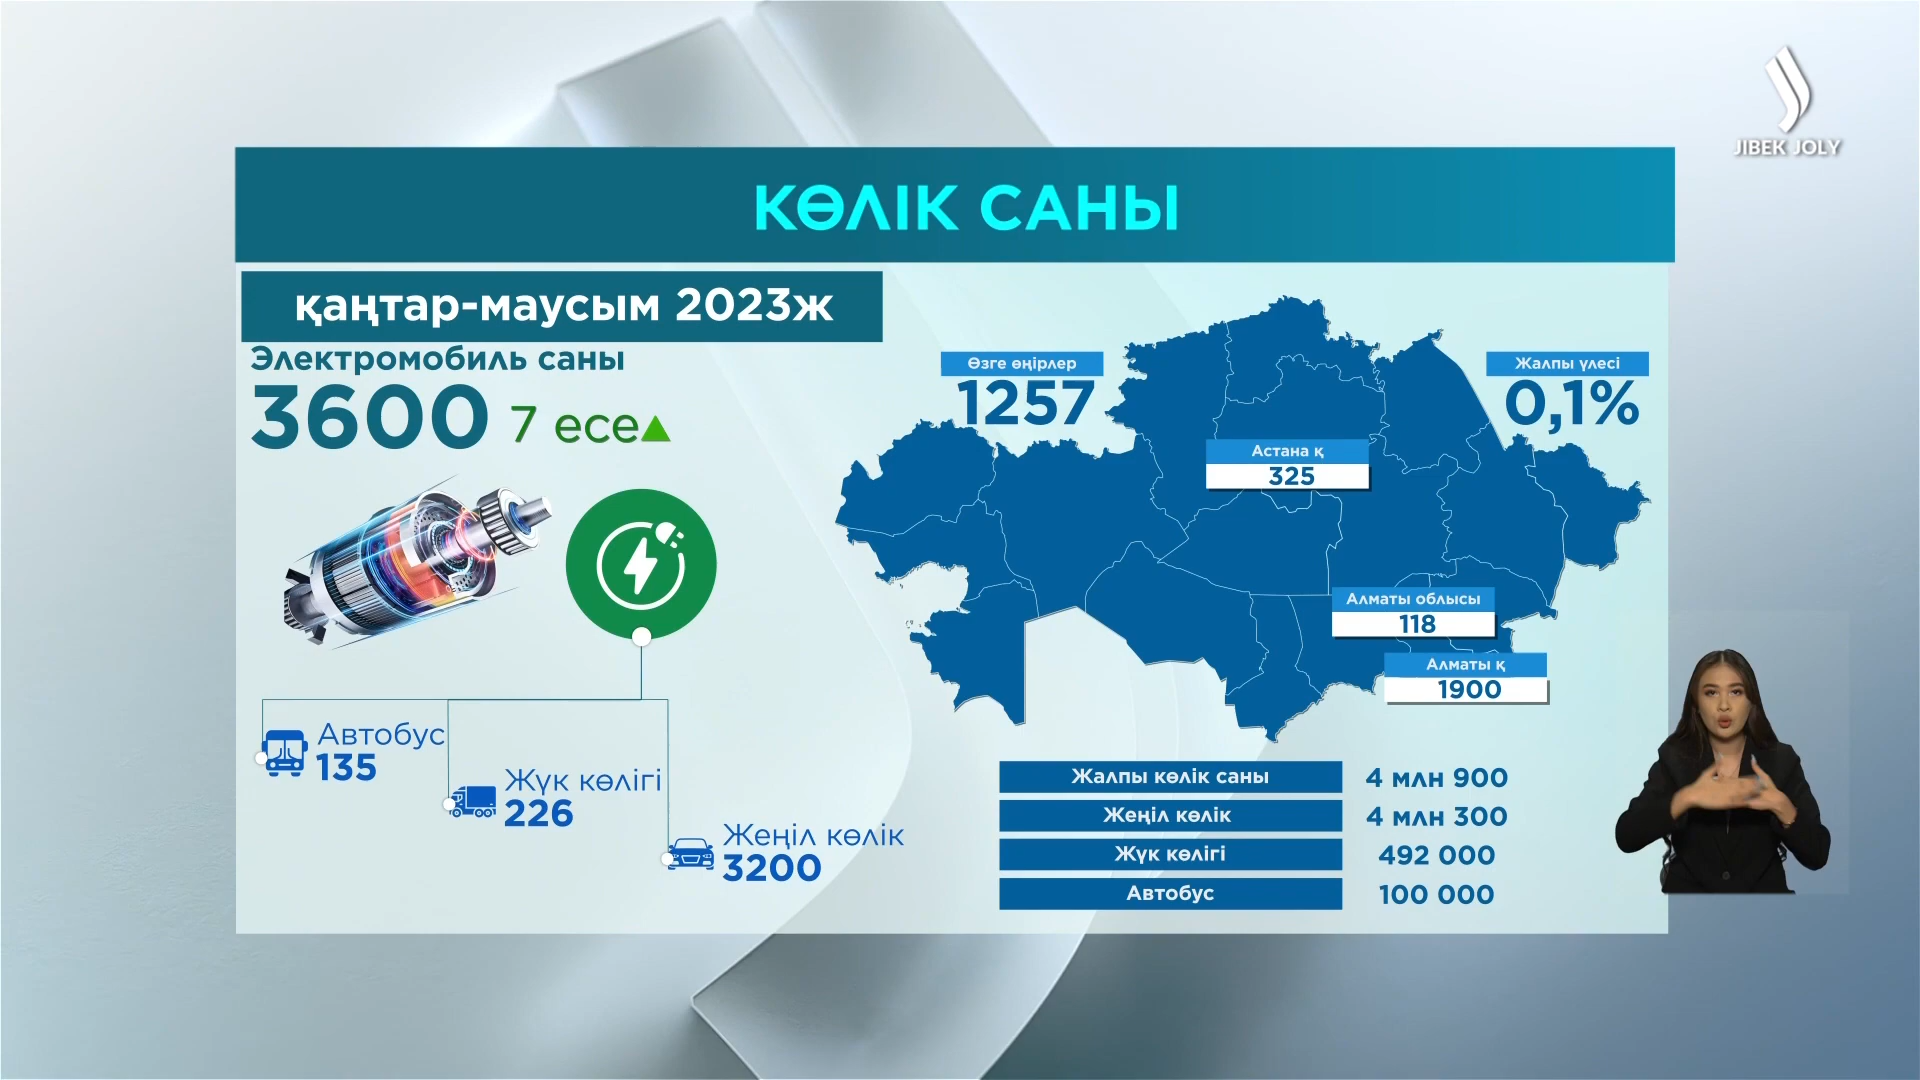 JIBEK JOLY
КӨЛІК САНЫ
қаңтар-маусым 2023ж
Электромобиль саны
3600 7 есе
Автобус
135
Жүк көлігі
226
Жеңіл көлік
3200
Өзге өңірлер
1257
Жалпы үлесі
0,1%
Астана қ
325
Алматы облысы
118
Алматы қ
1900
Жалпы көлік саны 4 млн 900
Жеңіл көлік 4 млн 300
Жүк көлігі 492 000
Автобус 100 000